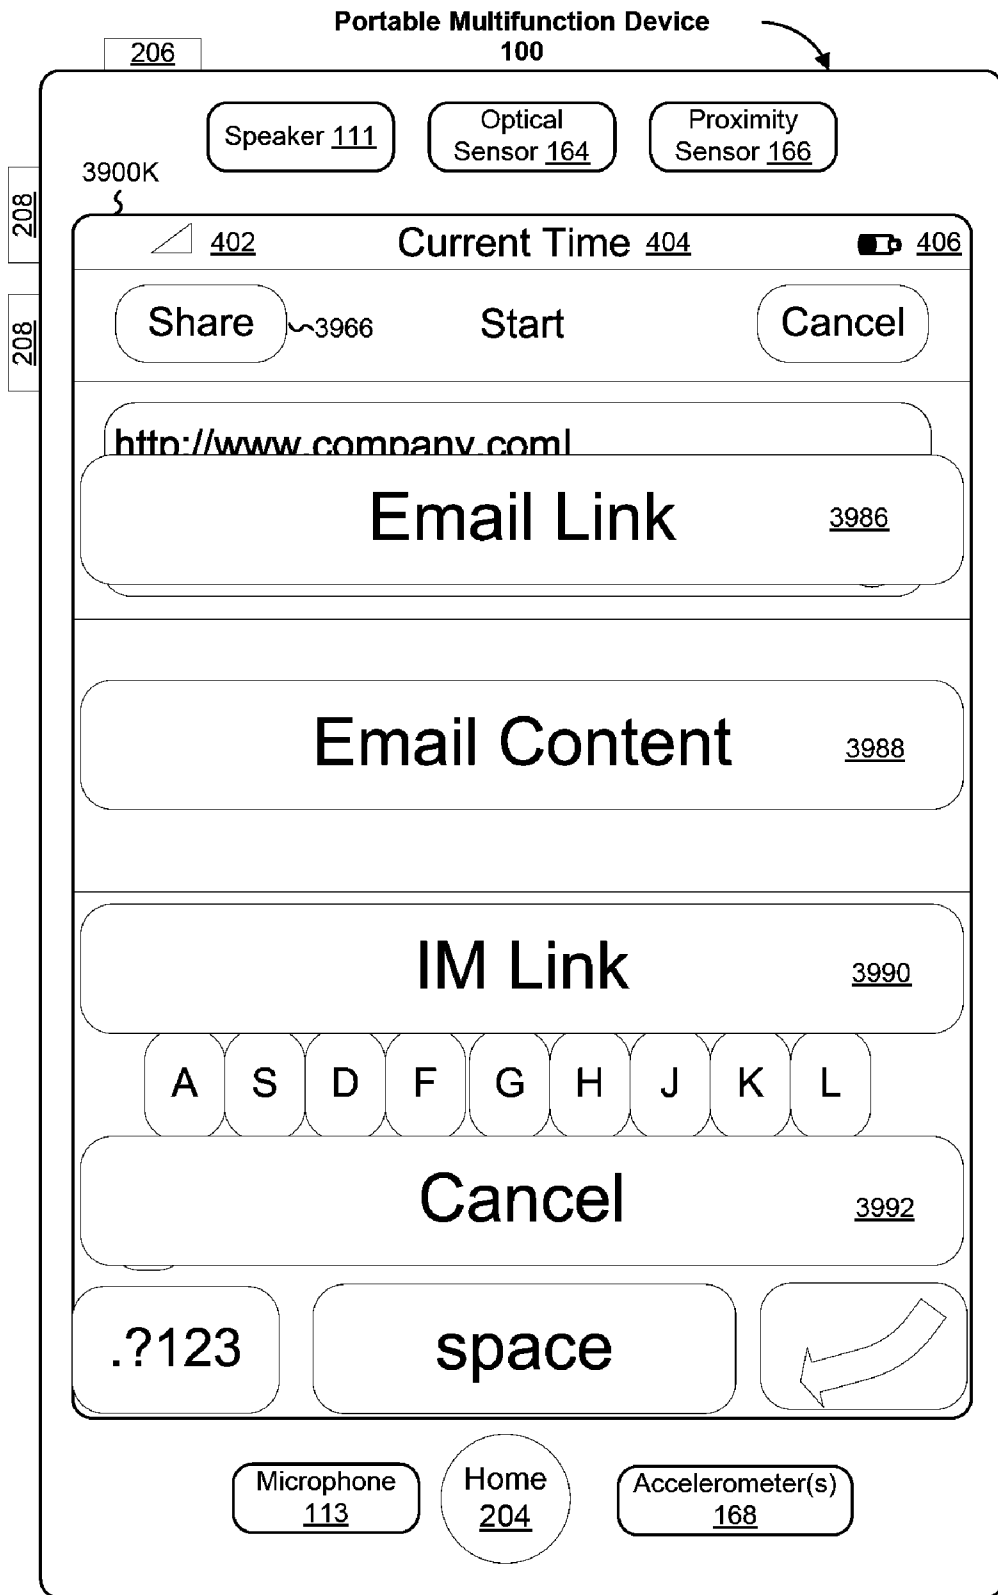 Portable Multifunction Device
100
206
Speaker 111
Optical
Sensor 164
Proximity
Sensor 166
3900K
208
208
402
Current Time 404
406
Share
3966
Start
Cancel
http://www.company.com
Email Link 3986
Email Content 3988
IM Link 3990
A S D F G H J K L
Cancel 3992
.?123
space
Microphone
113
Home
204
Accelerometer(s)
168